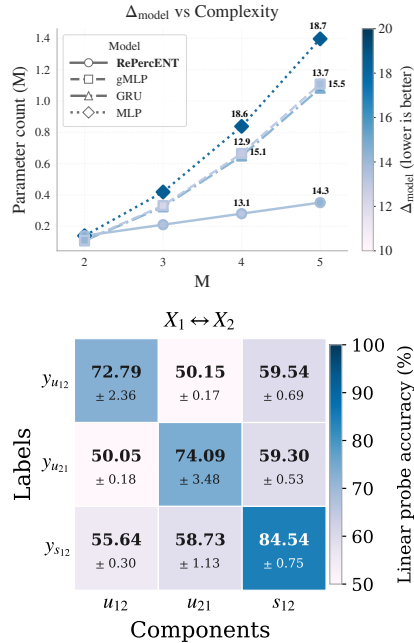 Δmodel vs Complexity
Parameter count (M)
1.4
1.2
1.0
0.8
0.6
0.4
0.2
Model
RePercENT
gMLP
GRU
MLP
18.7
18.6
13.7
15.5
12.9
15.1
14.3
13.1
2
3
4
5
M
20
18
16
14
12
10
Δmodel (lower is better)
X1 ↔ X2
Labels
yu12
72.79
50.15
59.54
± 2.36
± 0.17
± 0.69
yu21
50.05
74.09
59.30
± 0.18
± 3.48
± 0.53
ys12
55.64
58.73
84.54
± 0.30
± 1.13
± 0.75
u12
u21
s12
Components
100
90
80
70
60
50
Linear probe accuracy (%)